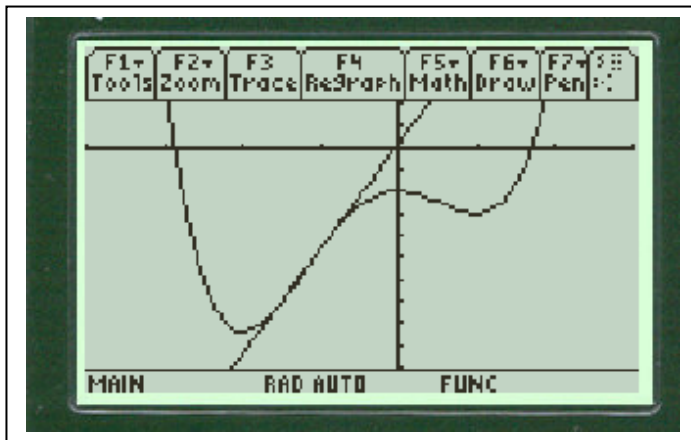 F1▾ F2▾ F3 F4 F5▾ F6▾ F7▾
Tools Zoom Trace ReGraph Math Draw Pen
MAIN RAD AUTO FUNC